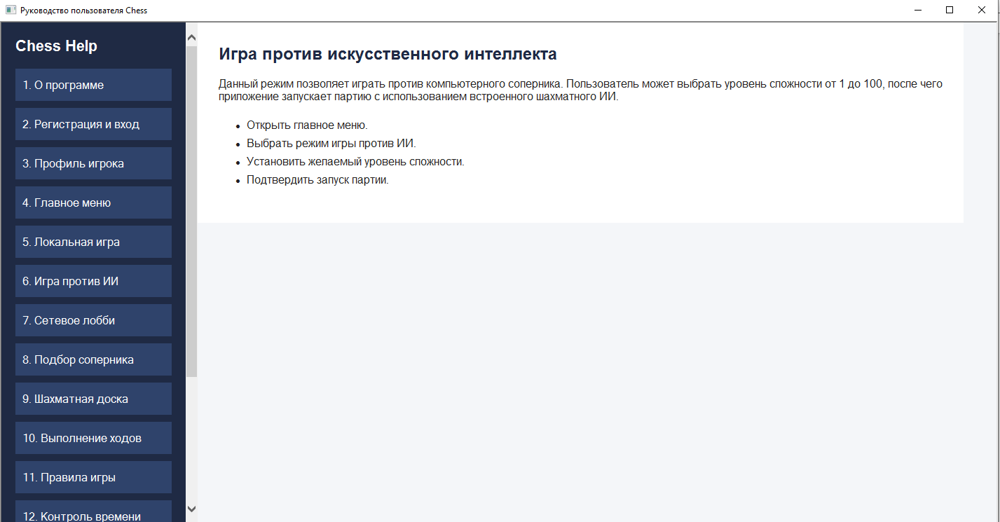 Руководство пользователя Chess
Chess Help
1. О программе
2. Регистрация и вход
3. Профиль игрока
4. Главное меню
5. Локальная игра
6. Игра против ИИ
7. Сетевое лобби
8. Подбор соперника
9. Шахматная доска
10. Выполнение ходов
11. Правила игры
12. Контроль времени
Игра против искусственного интеллекта
Данный режим позволяет играть против компьютерного соперника. Пользователь может выбрать уровень сложности от 1 до 100, после чего
приложение запускает партию с использованием встроенного шахматного ИИ.
• Открыть главное меню.
• Выбрать режим игры против ИИ.
• Установить желаемый уровень сложности.
• Подтвердить запуск партии.